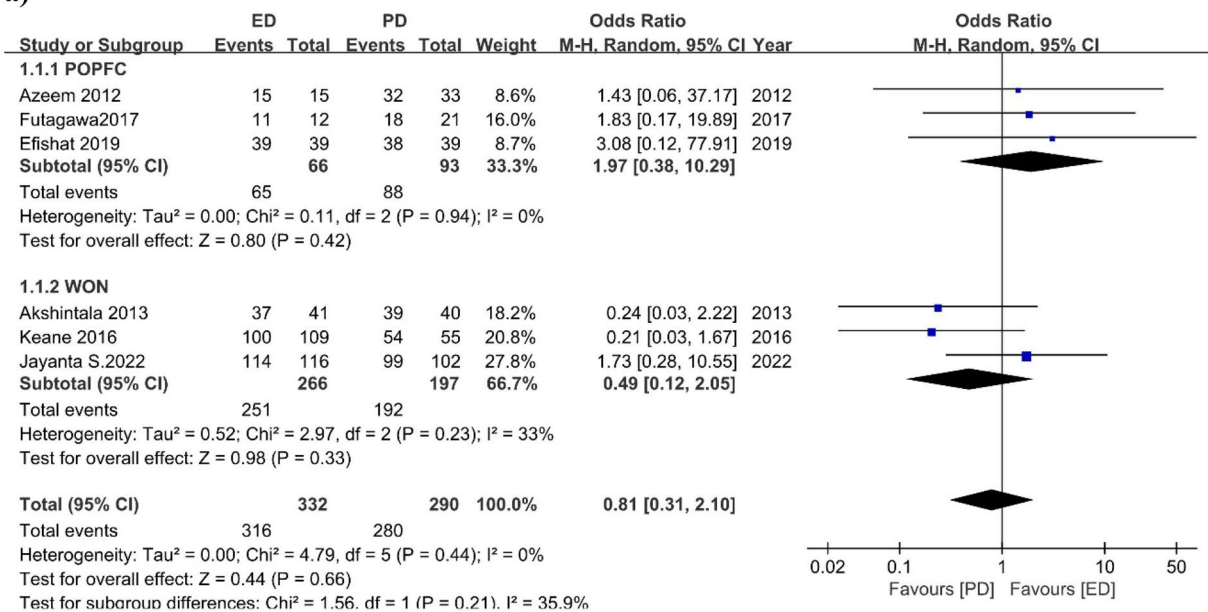 ED PD Odds Ratio Odds Ratio
Study or Subgroup Events Total Events Total Weight M-H, Random, 95% CI Year M-H, Random, 95% CI
1.1.1 POPFC
Azeem 2012 15 15 32 33 8.6% 1.43 [0.06, 37.17] 2012
Futagawa2017 11 12 18 21 16.0% 1.83 [0.17, 19.89] 2017
Efishat 2019 39 39 38 39 8.7% 3.08 [0.12, 77.91] 2019
Subtotal (95% CI) 66 93 33.3% 1.97 [0.38, 10.29]
Total events 65 88
Heterogeneity: Tau² = 0.00; Chi² = 0.11, df = 2 (P = 0.94); I² = 0%
Test for overall effect: Z = 0.80 (P = 0.42)
1.1.2 WON
Akshintala 2013 37 41 39 40 18.2% 0.24 [0.03, 2.22] 2013
Keane 2016 100 109 54 55 20.8% 0.21 [0.03, 1.67] 2016
Jayanta S.2022 114 116 99 102 27.8% 1.73 [0.28, 10.55] 2022
Subtotal (95% CI) 266 197 66.7% 0.49 [0.12, 2.05]
Total events 251 192
Heterogeneity: Tau² = 0.52; Chi² = 2.97, df = 2 (P = 0.23); I² = 33%
Test for overall effect: Z = 0.98 (P = 0.33)
Total (95% CI) 332 290 100.0% 0.81 [0.31, 2.10]
Total events 316 280
Heterogeneity: Tau² = 0.00; Chi² = 4.79, df = 5 (P = 0.44); I² = 0%
Test for overall effect: Z = 0.44 (P = 0.66)
Test for subgroup differences: Chi² = 1.56. df = 1 (P = 0.21). I² = 35.9%
0.02 0.1 1 10 50
Favours [PD] Favours [ED]